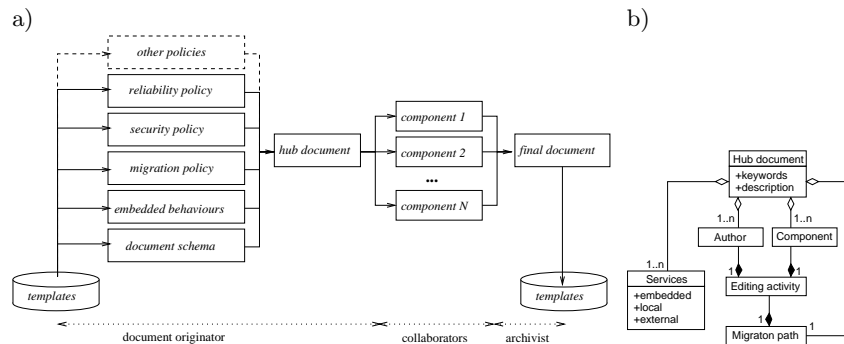 a)
b)
other policies
reliability policy
security policy
migration policy
embedded behaviours
document schema
templates
hub document
component 1
component 2
...
component N
final document
templates
document originator
collaborators
archivist
Hub document
+keywords
+description
1..n
1..n
Author
Component
1..n
Services
+embedded
+local
+external
1
1
Editing activity
1
1
Migraton path